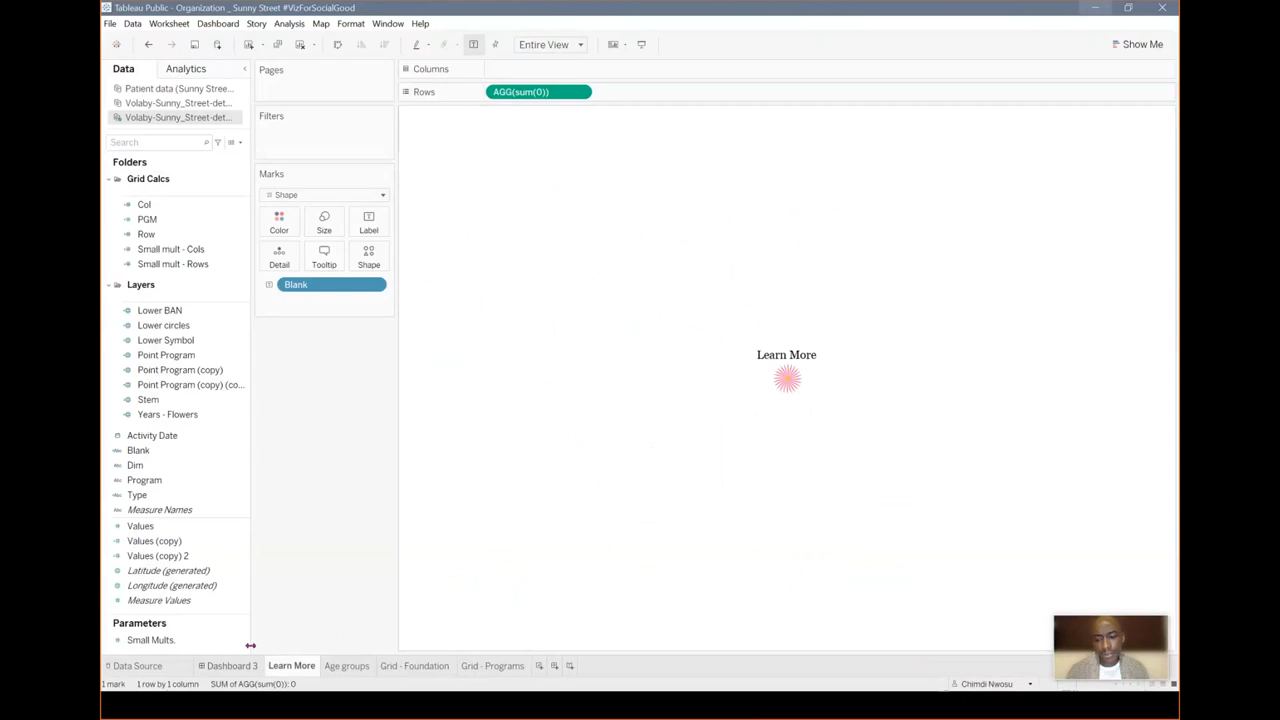 Tableau Public - Organization _ Sunny Street #VizForSocialGood
File Data Worksheet Dashboard Story Analysis Map Format Window Help
Entire View
Show Me
Data Analytics
Patient data (Sunny Stree...
Volaby-Sunny_Street-det...
Volaby-Sunny_Street-det...
Search
Folders
Grid Calcs
Col
PGM
Row
Small mult - Cols
Small mult - Rows
Layers
Lower BAN
Lower circles
Lower Symbol
Point Program
Point Program (copy)
Point Program (copy) (co...
Stem
Years - Flowers
Activity Date
Abc Blank
Dim
Abc Program
Abc Type
Measure Names
Values
Values (copy)
Values (copy) 2
Latitude (generated)
Longitude (generated)
Measure Values
Parameters
Small Mults.
Pages
Filters
Marks
Shape
Color Size Label
Detail Tooltip Shape
Blank
Columns
Rows AGG(sum(0))
Learn More
Data Source Dashboard 3 Learn More Age groups Grid - Foundation Grid - Programs
1 mark 1 row by 1 column SUM of AGG(sum(0)): 0 Chimdi Nwosu